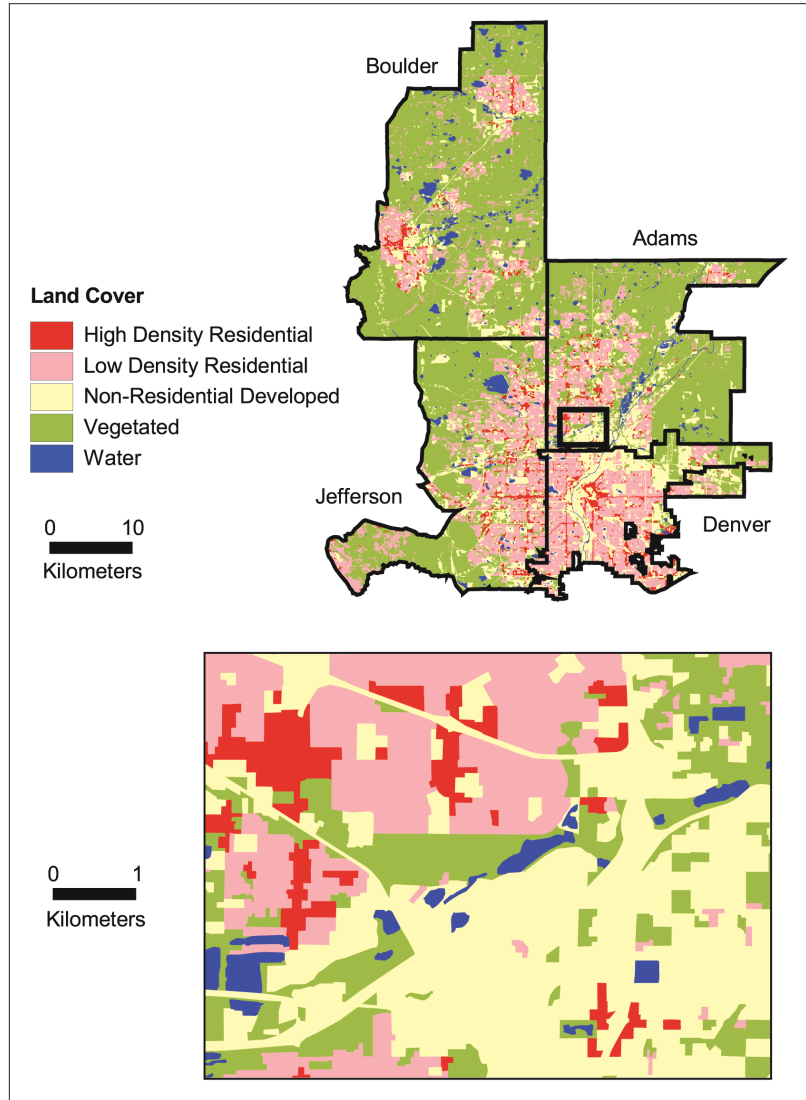 Boulder
Adams
Land Cover
High Density Residential
Low Density Residential
Non-Residential Developed
Vegetated
Water
Jefferson
Denver
0 10
Kilometers
0 1
Kilometers